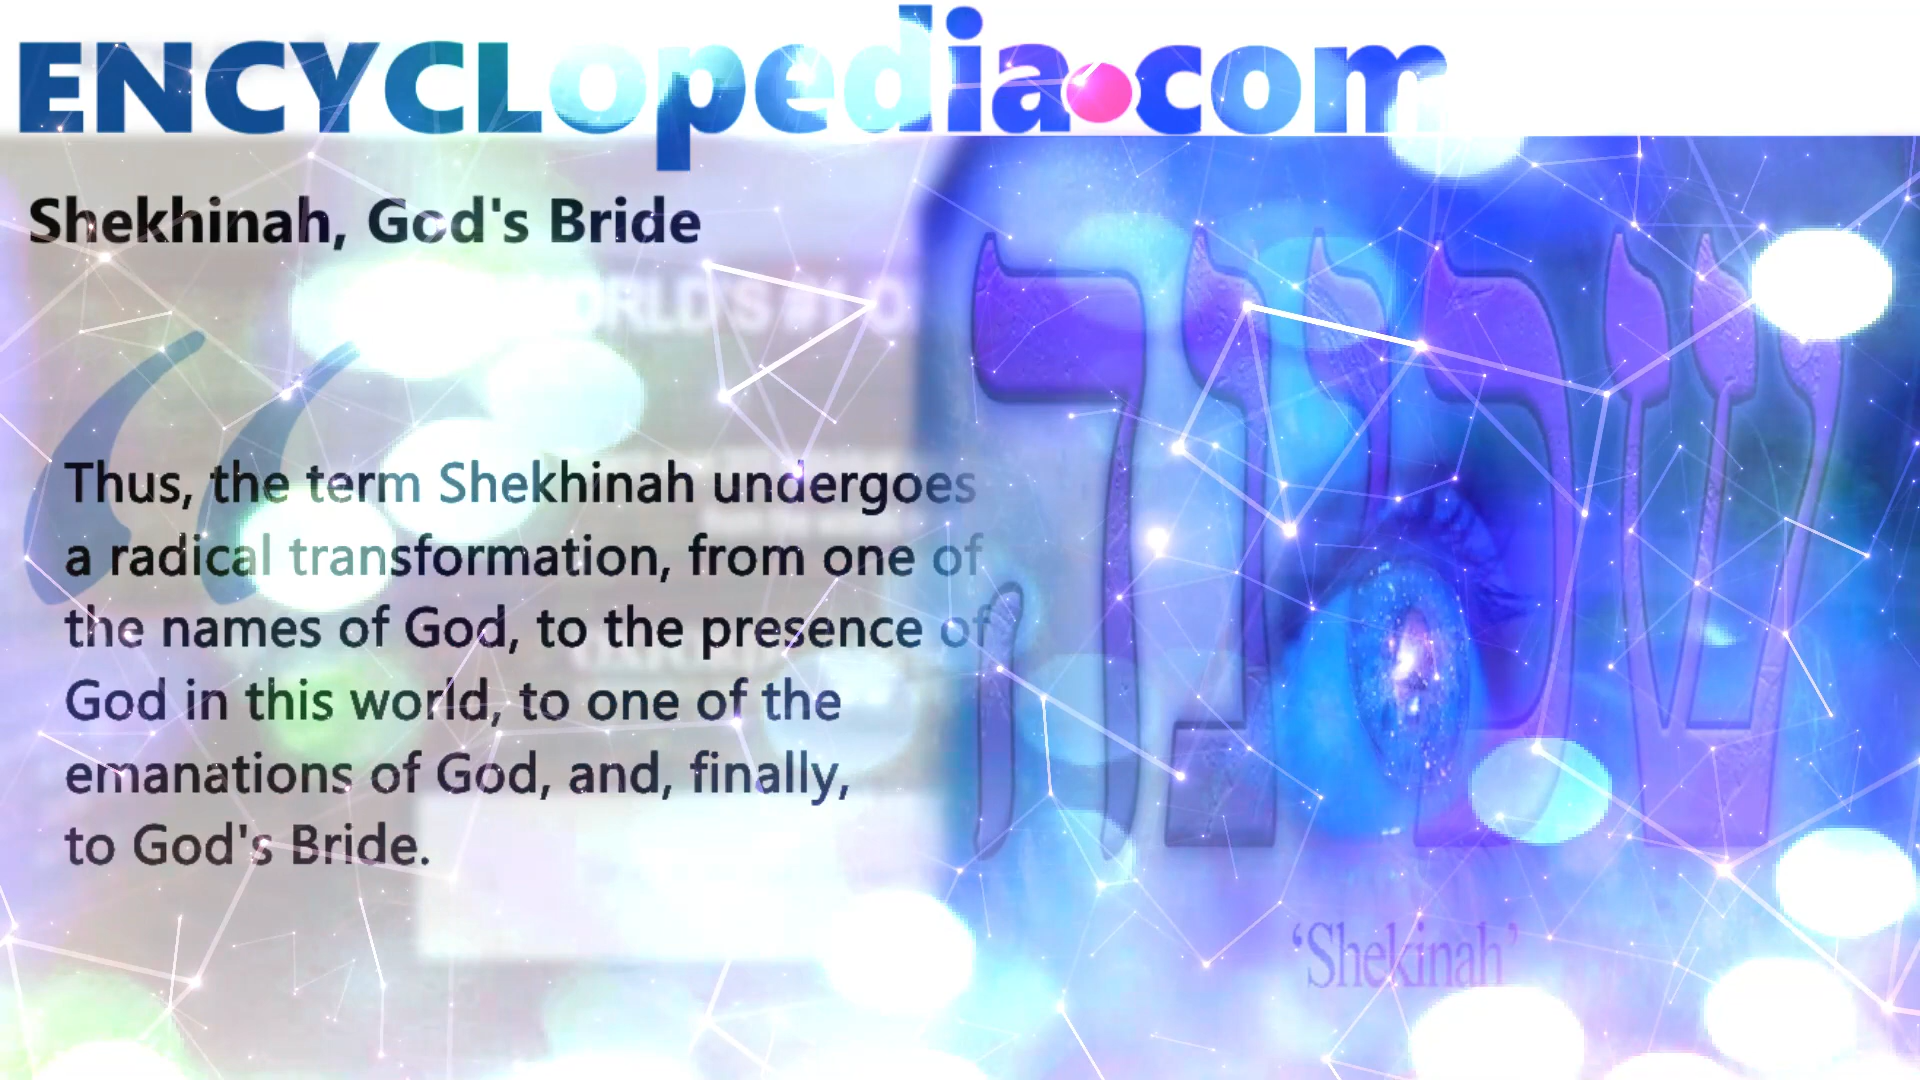 ENCYCLopedia.com
Shekhinah, God's Bride
WORLD'S #1 O
“
Thus, the term Shekhinah undergoes
a radical transformation, from one of
the names of God, to the presence of
God in this world, to one of the
emanations of God, and, finally,
to God's Bride.
שכינה
‘Shekinah’